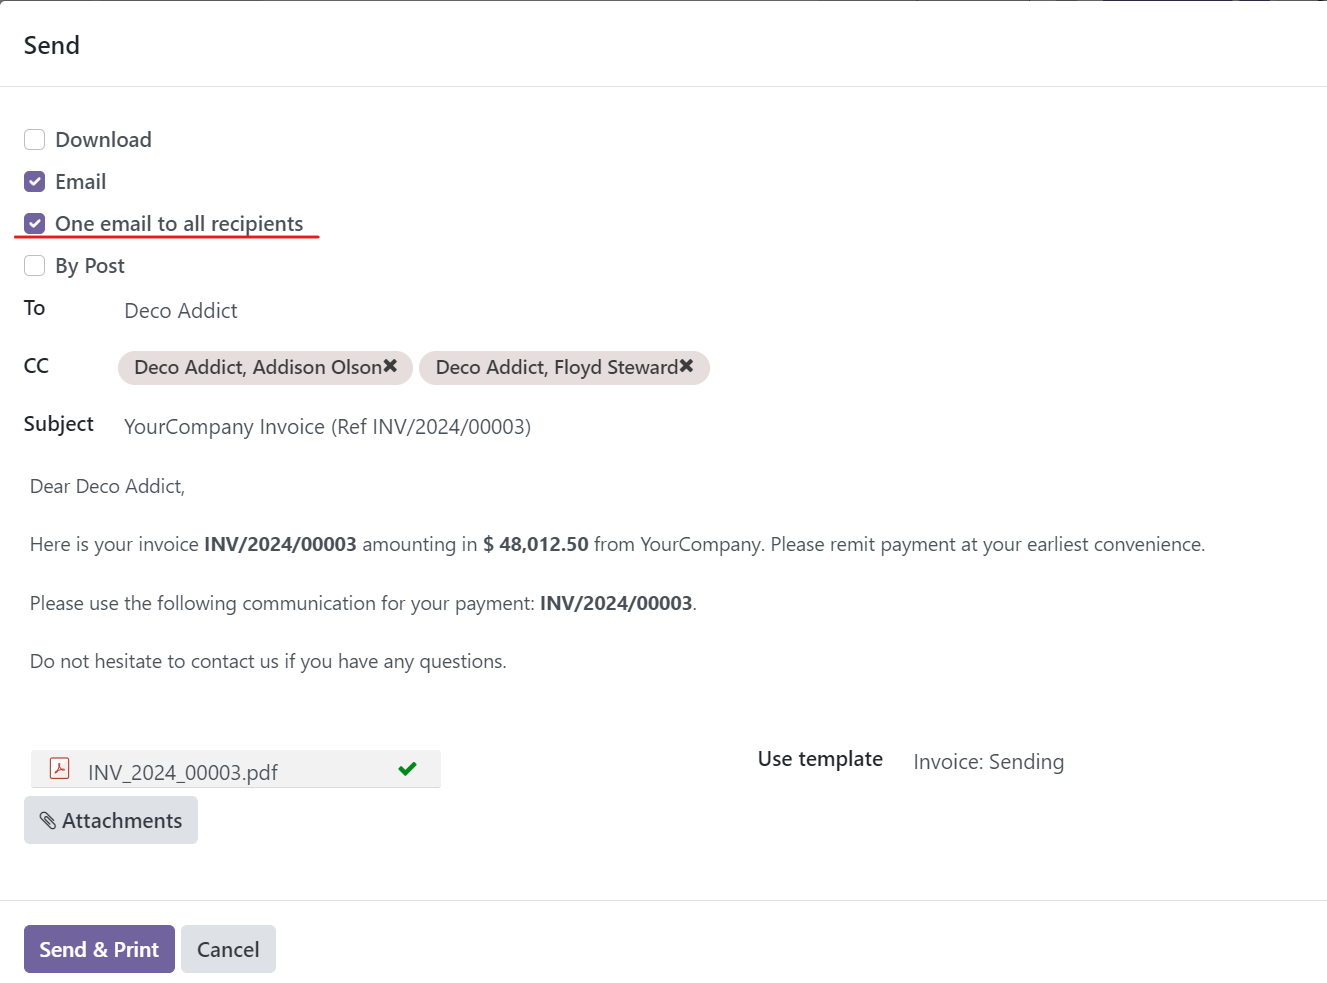 Send
Download
Email
One email to all recipients
By Post
To Deco Addict
CC Deco Addict, Addison Olson✖ Deco Addict, Floyd Steward✖
Subject YourCompany Invoice (Ref INV/2024/00003)
Dear Deco Addict,
Here is your invoice INV/2024/00003 amounting in $ 48,012.50 from YourCompany. Please remit payment at your earliest convenience.
Please use the following communication for your payment: INV/2024/00003.
Do not hesitate to contact us if you have any questions.
INV_2024_00003.pdf
Use template Invoice: Sending
Attachments
Send & Print Cancel